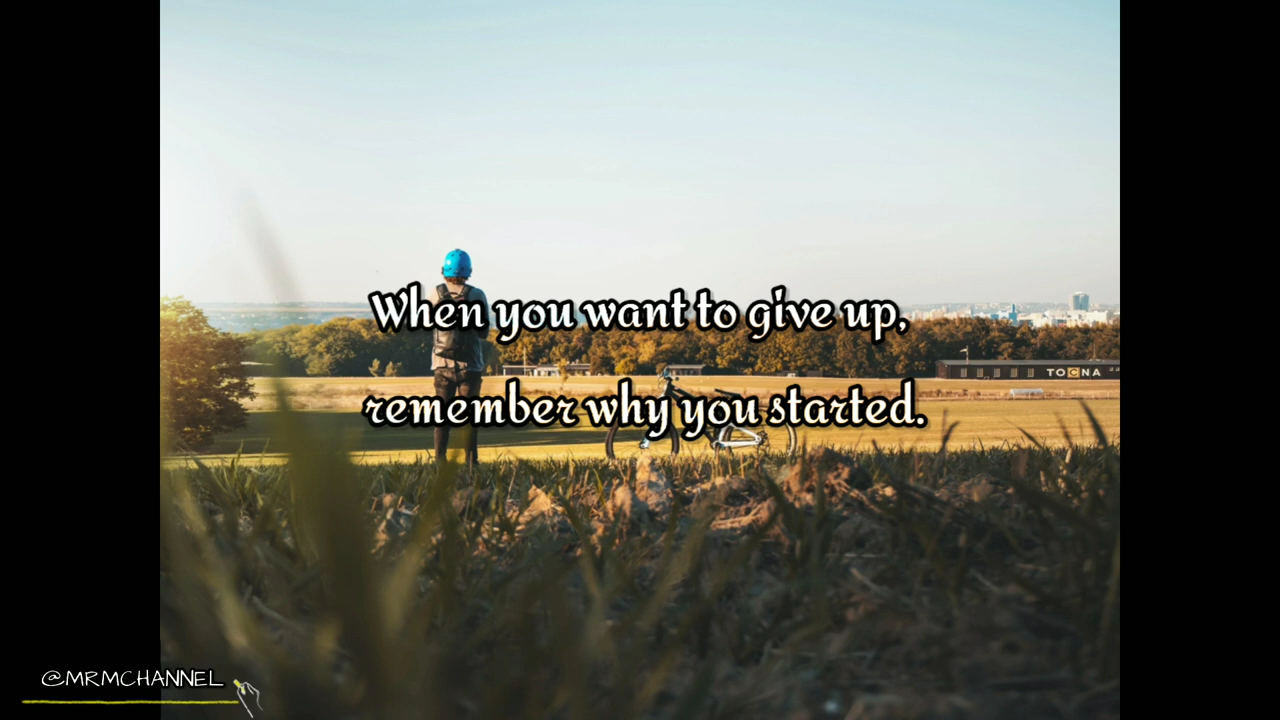 When you want to give up,
remember why you started.
TOCNA
@MRMCHANNEL